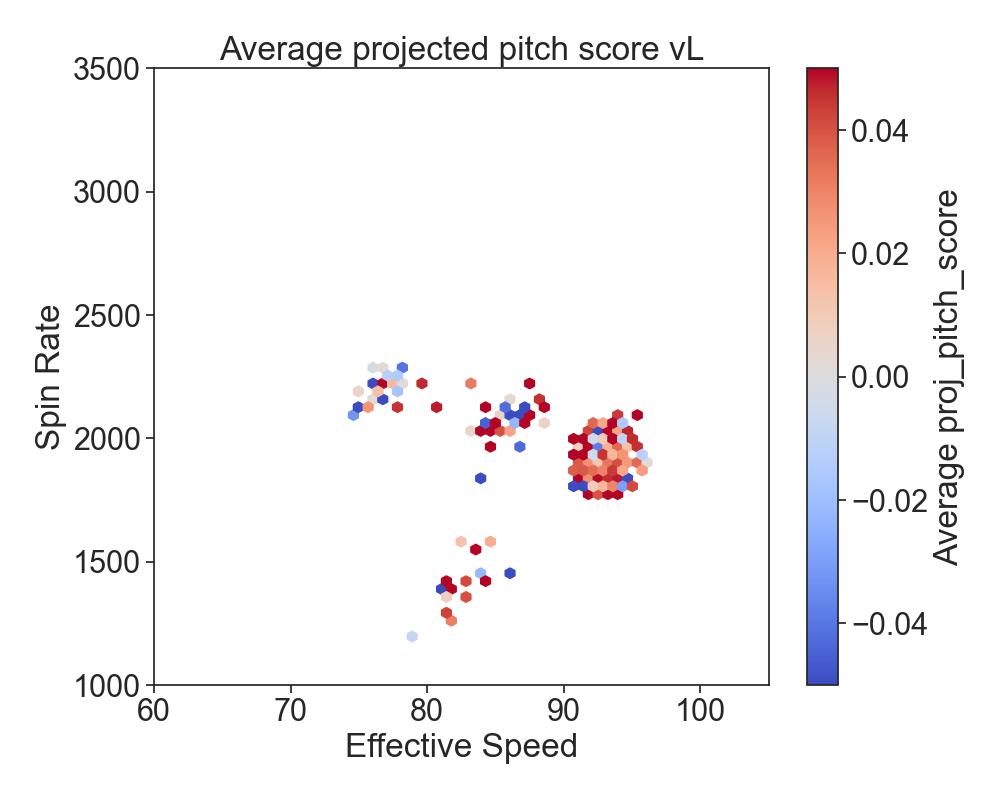 Average projected pitch score vL
3500
3000
2500
2000
1500
1000
Spin Rate
60 70 80 90 100
Effective Speed
0.04
0.02
0.00
−0.02
−0.04
Average proj_pitch_score